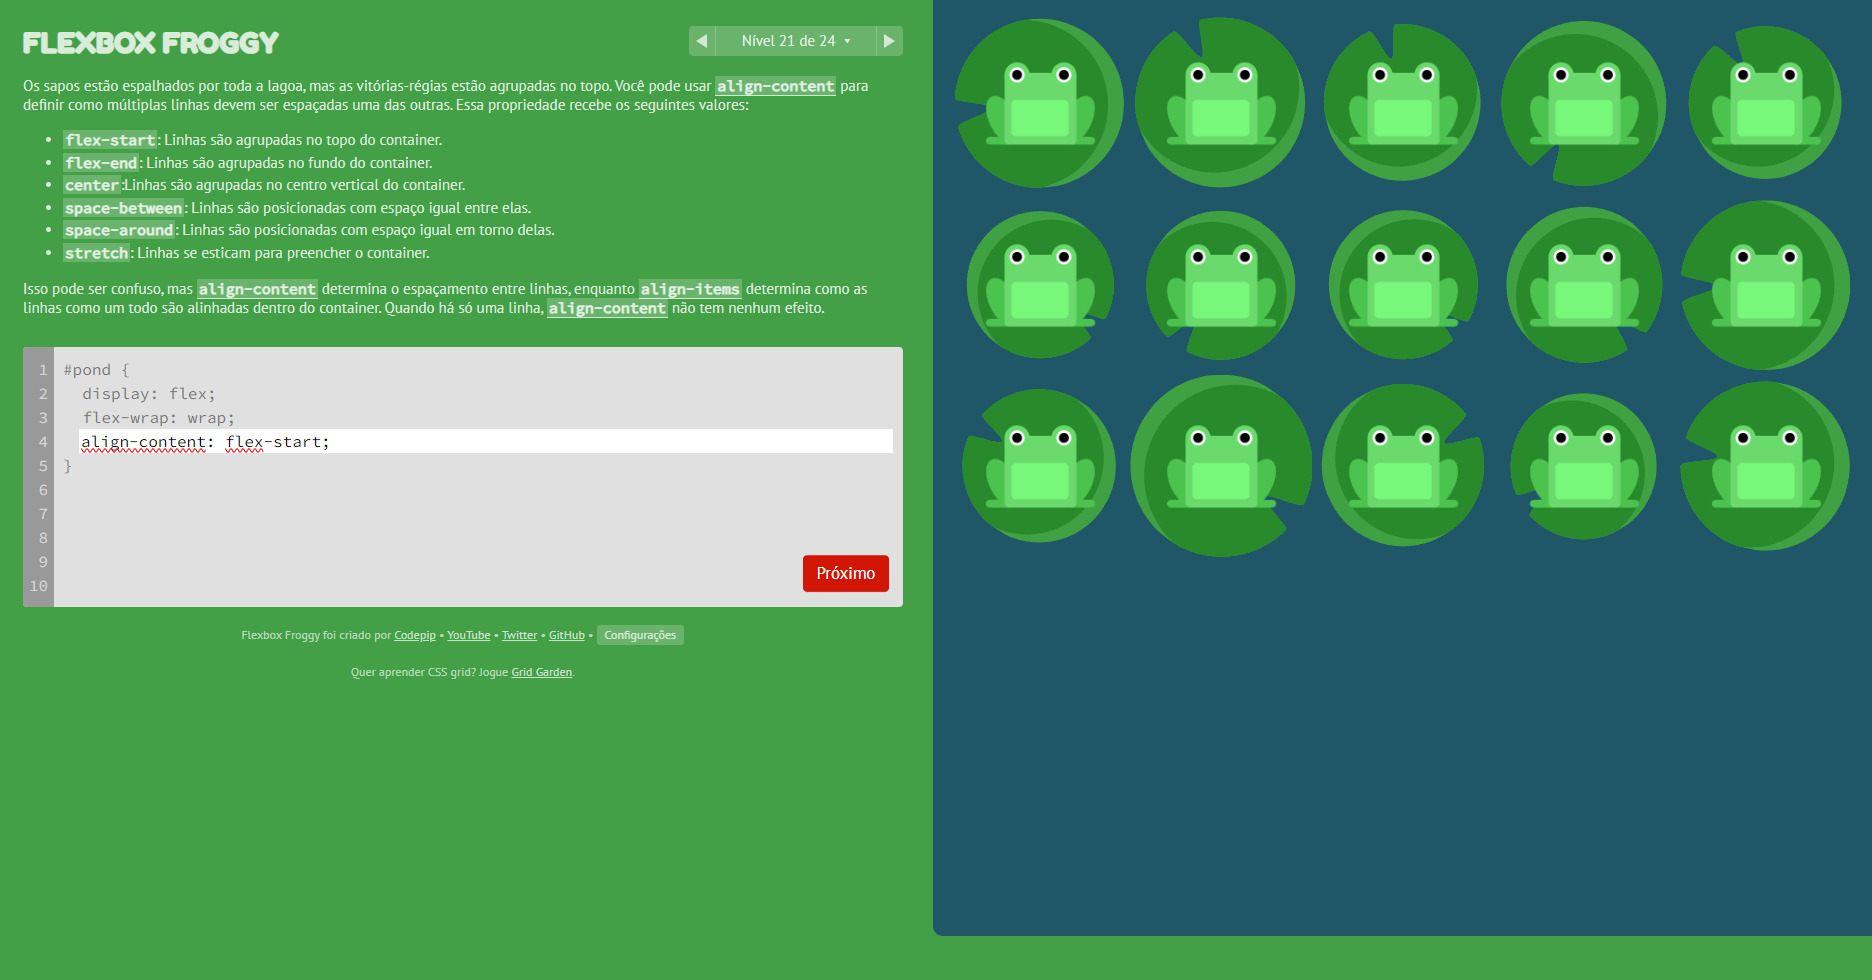 FLEXBOX FROGGY
Nível 21 de 24
Os sapos estão espalhados por toda a lagoa, mas as vitórias-régias estão agrupadas no topo. Você pode usar align-content para
definir como múltiplas linhas devem ser espaçadas uma das outras. Essa propriedade recebe os seguintes valores:
• flex-start: Linhas são agrupadas no topo do container.
• flex-end: Linhas são agrupadas no fundo do container.
• center:Linhas são agrupadas no centro vertical do container.
• space-between: Linhas são posicionadas com espaço igual entre elas.
• space-around: Linhas são posicionadas com espaço igual em torno delas.
• stretch: Linhas se esticam para preencher o container.
Isso pode ser confuso, mas align-content determina o espaçamento entre linhas, enquanto align-items determina como as
linhas como um todo são alinhadas dentro do container. Quando há só uma linha, align-content não tem nenhum efeito.
1 #pond {
2 display: flex;
3 flex-wrap: wrap;
4 align-content: flex-start;
5 }
6
7
8
9
10
Próximo
Flexbox Froggy foi criado por Codepip • YouTube • Twitter • GitHub • Configurações
Quer aprender CSS grid? Jogue Grid Garden.